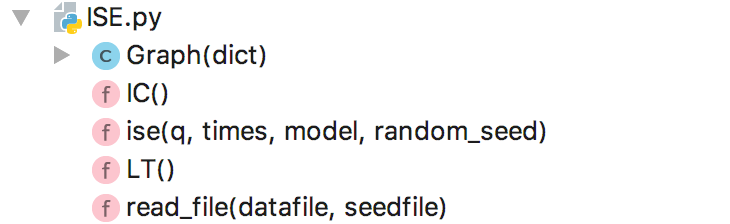 ISE.py
C Graph(dict)
f IC()
f ise(q, times, model, random_seed)
f LT()
f read_file(datafile, seedfile)